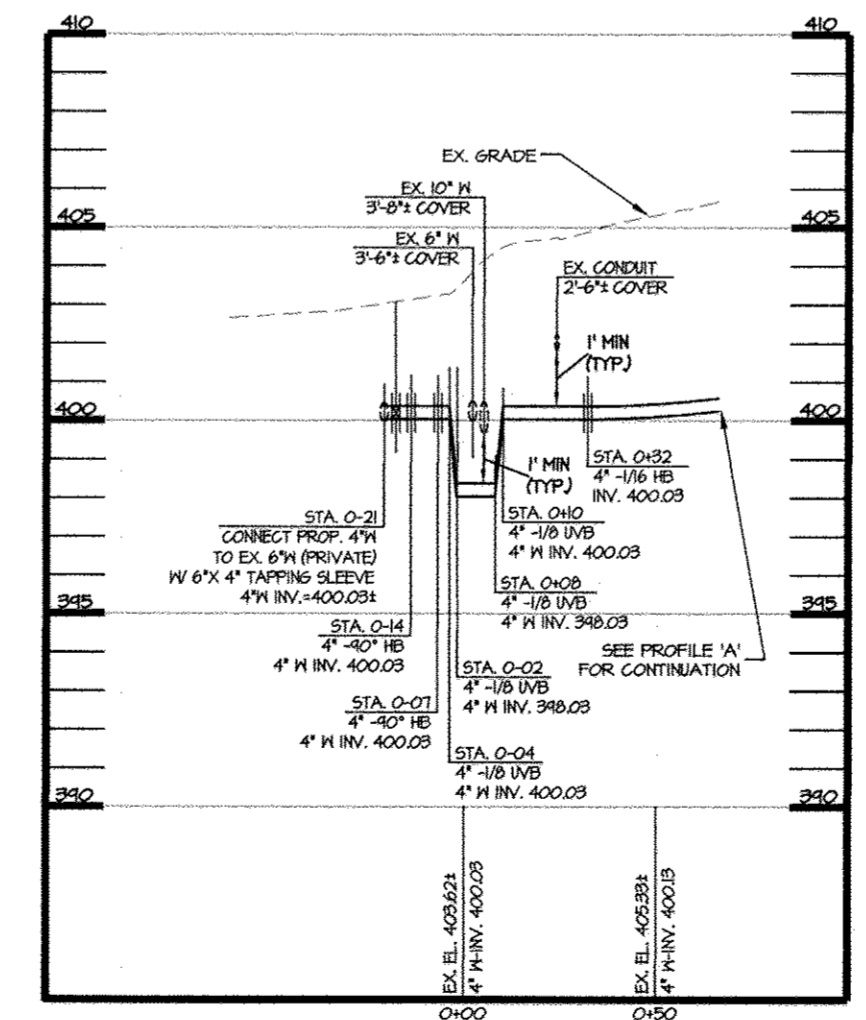 410
410
EX. GRADE
EX. 10" W
3'-8"± COVER
405
405
EX. 6" W
3'-6"± COVER
EX. CONDUIT
2'-6"± COVER
1' MIN
(TYP.)
400
400
STA. 0+32
4" -1/16 HB
INV. 400.03
1' MIN
(TYP.)
STA. 0-21
CONNECT PROP. 4"W
TO EX. 6"W (PRIVATE)
W/ 6"X 4" TAPPING SLEEVE
4"W INV.=400.03±
STA. 0+10
4" -1/8 UVB
4" W INV. 400.03
STA. 0+08
4" -1/8 UVB
4" W INV. 398.03
395
395
STA. 0-14
4" -90° HB
4" W INV. 400.03
SEE PROFILE 'A'
FOR CONTINUATION
STA. 0-02
4" -1/8 UVB
4" W INV. 398.03
STA. 0-07
4" -90° HB
4" W INV. 400.03
STA. 0-04
4" -1/8 UVB
4" W INV. 400.03
390
390
EX. EL. 403.62±
4" W-INV. 400.03
EX. EL. 405.33±
4" W-INV. 400.13
0+00
0+50